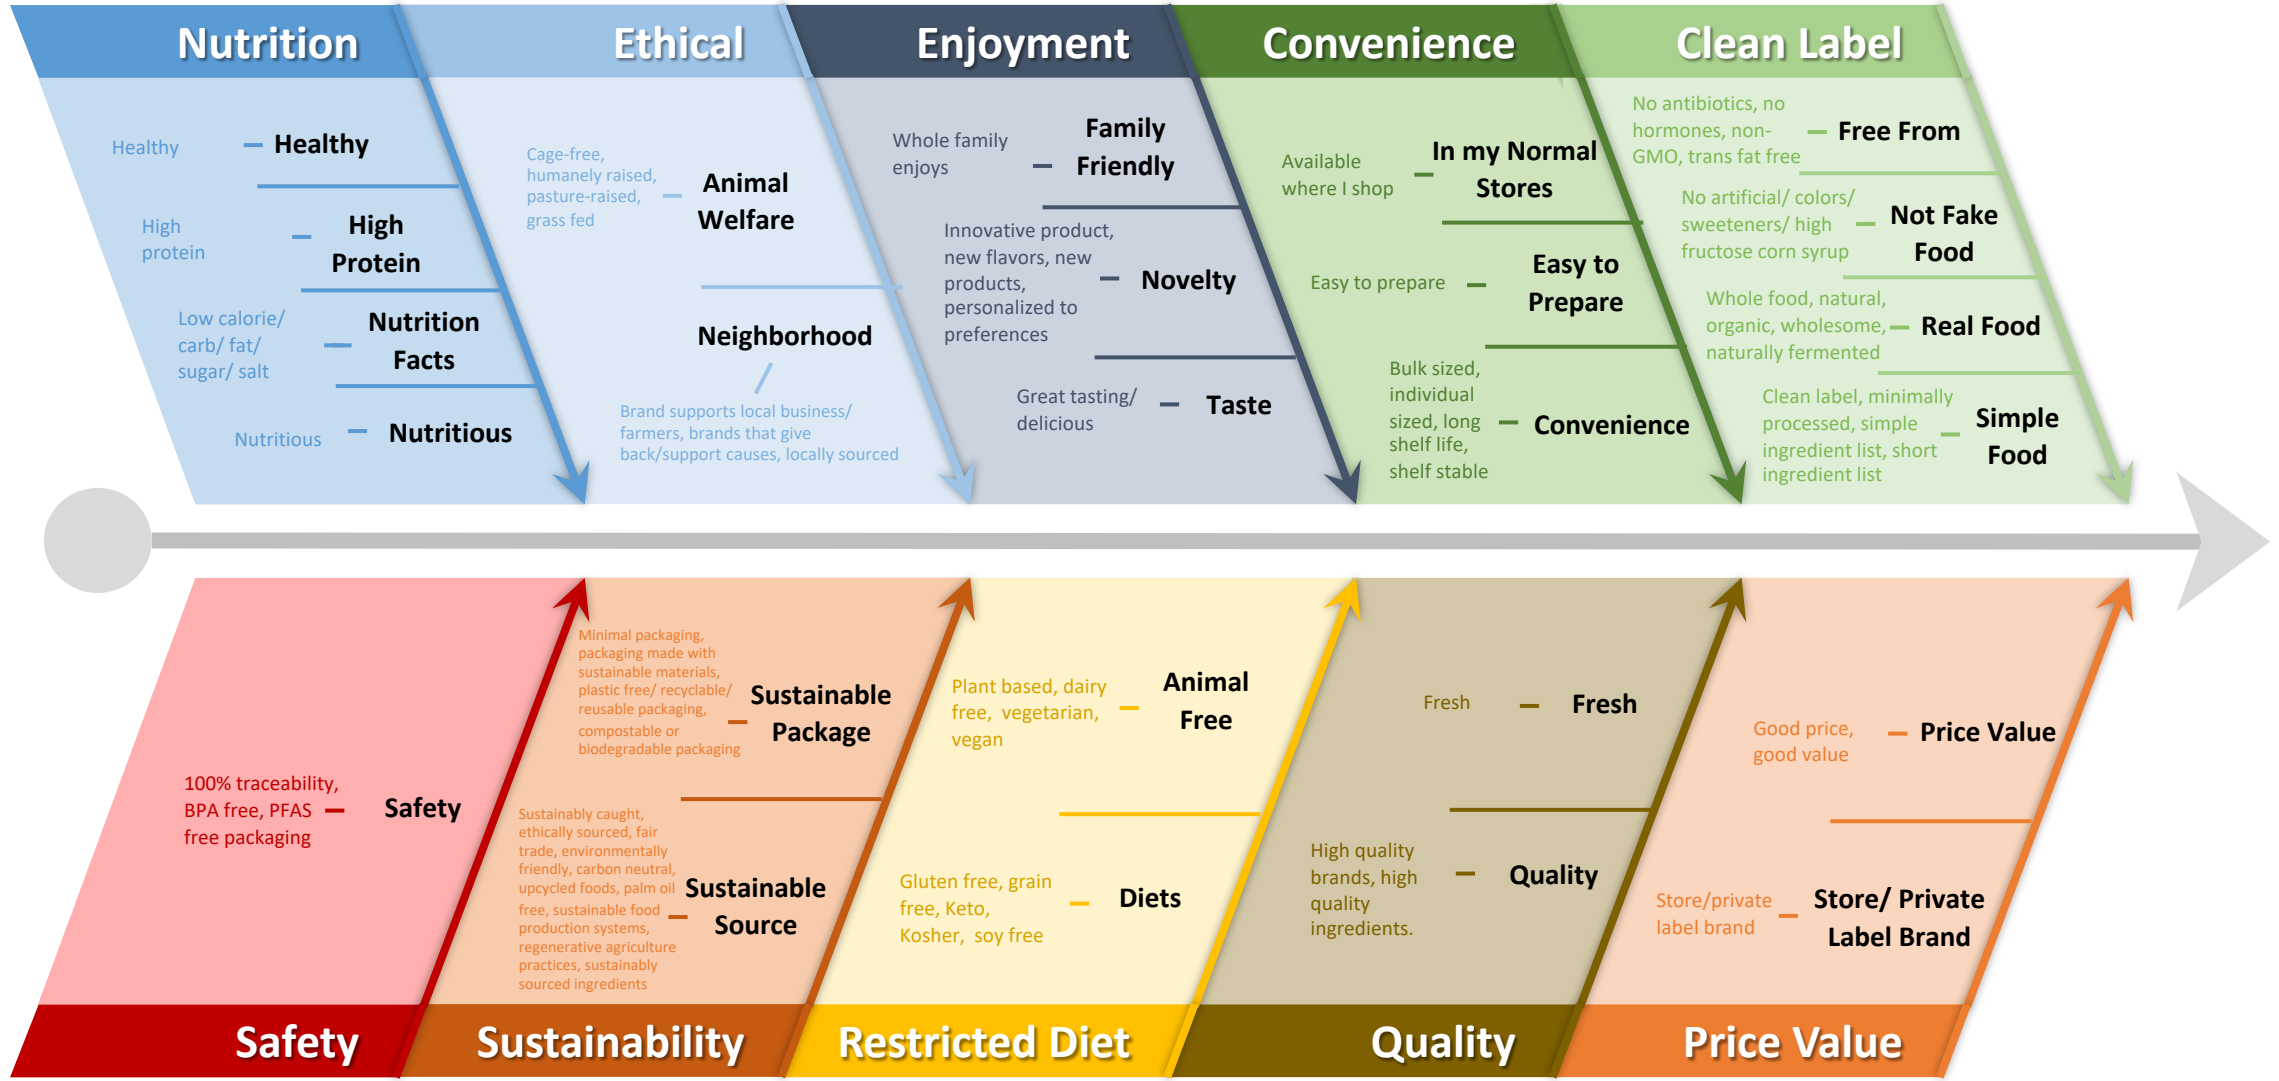 Nutrition
Healthy
Healthy
High
protein
High
Protein
Low calorie/
carb/ fat/
sugar/ salt
Nutrition
Facts
Nutritious
Nutritious
Ethical
Cage-free,
humanely raised,
pasture-raised,
grass fed
Animal
Welfare
Neighborhood
Brand supports local business/
farmers, brands that give
back/support causes, locally sourced
Enjoyment
Whole family
enjoys
Family
Friendly
Innovative product,
new flavors, new
products,
personalized to
preferences
Novelty
Great tasting/
delicious
Taste
Convenience
Available
where I shop
In my Normal
Stores
Easy to prepare
Easy to
Prepare
Bulk sized,
individual
sized, long
shelf life,
shelf stable
Convenience
Clean Label
No antibiotics, no
hormones, non-
GMO, trans fat free
Free From
No artificial/ colors/
sweeteners/ high
fructose corn syrup
Not Fake
Food
Whole food, natural,
organic, wholesome,
naturally fermented
Real Food
Clean label, minimally
processed, simple
ingredient list, short
ingredient list
Simple
Food
100% traceability,
BPA free, PFAS
free packaging
Safety
Safety
Minimal packaging,
packaging made with
sustainable materials,
plastic free/ recyclable/
reusable packaging,
compostable or
biodegradable packaging
Sustainable
Package
Sustainably caught,
ethically sourced, fair
trade, environmentally
friendly, carbon neutral,
upcycled foods, palm oil
free, sustainable food
production systems,
regenerative agriculture
practices, sustainably
sourced ingredients
Sustainable
Source
Sustainability
Plant based, dairy
free, vegetarian,
vegan
Animal
Free
Gluten free, grain
free, Keto,
Kosher, soy free
Diets
Restricted Diet
Fresh
Fresh
High quality
brands, high
quality
ingredients.
Quality
Quality
Good price,
good value
Price Value
Store/private
label brand
Store/ Private
Label Brand
Price Value